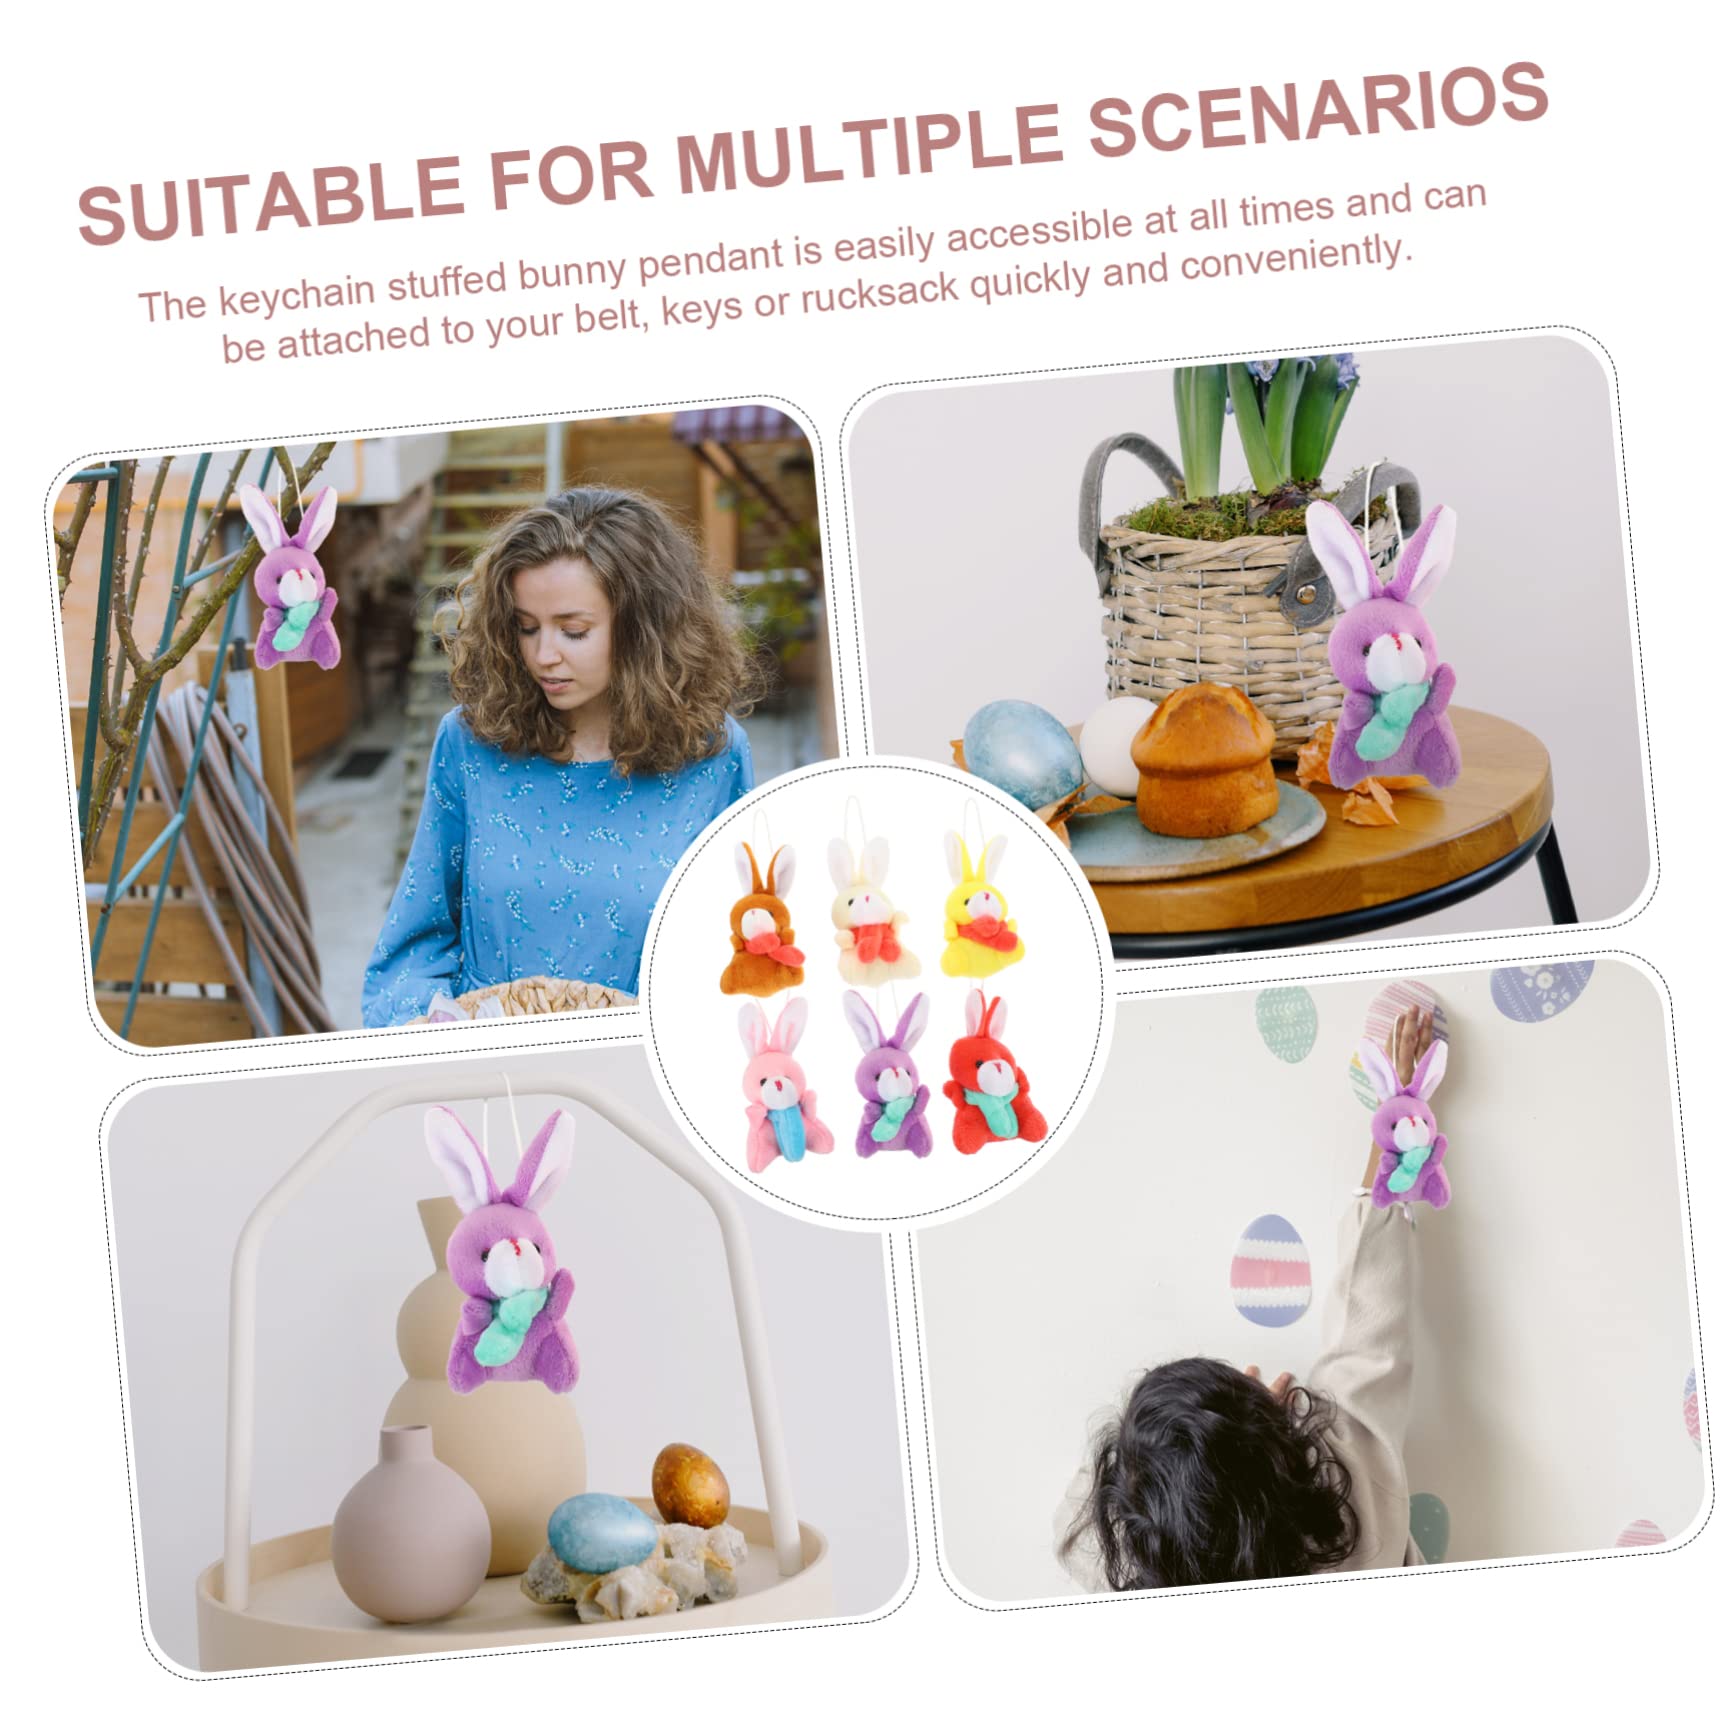 SUITABLE FOR MULTIPLE SCENARIOS
The keychain stuffed bunny pendant is easily accessible at all times and can
be attached to your belt, keys or rucksack quickly and conveniently.